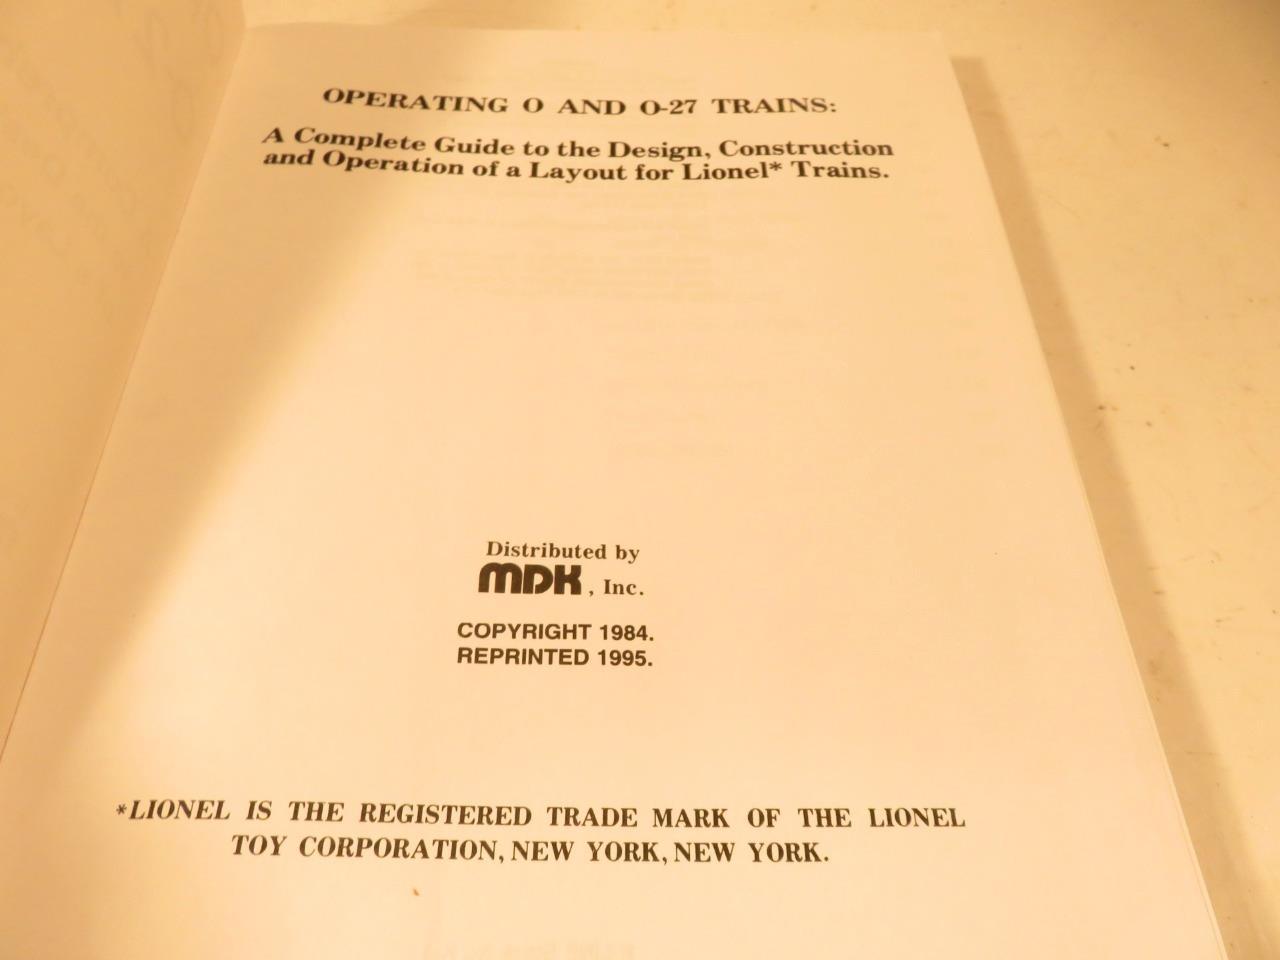 OPERATING O AND O-27 TRAINS:
A Complete Guide to the Design, Construction
and Operation of a Layout for Lionel* Trains.
Distributed by
MDK, Inc.
COPYRIGHT 1984.
REPRINTED 1995.
*LIONEL IS THE REGISTERED TRADE MARK OF THE LIONEL
TOY CORPORATION, NEW YORK, NEW YORK.